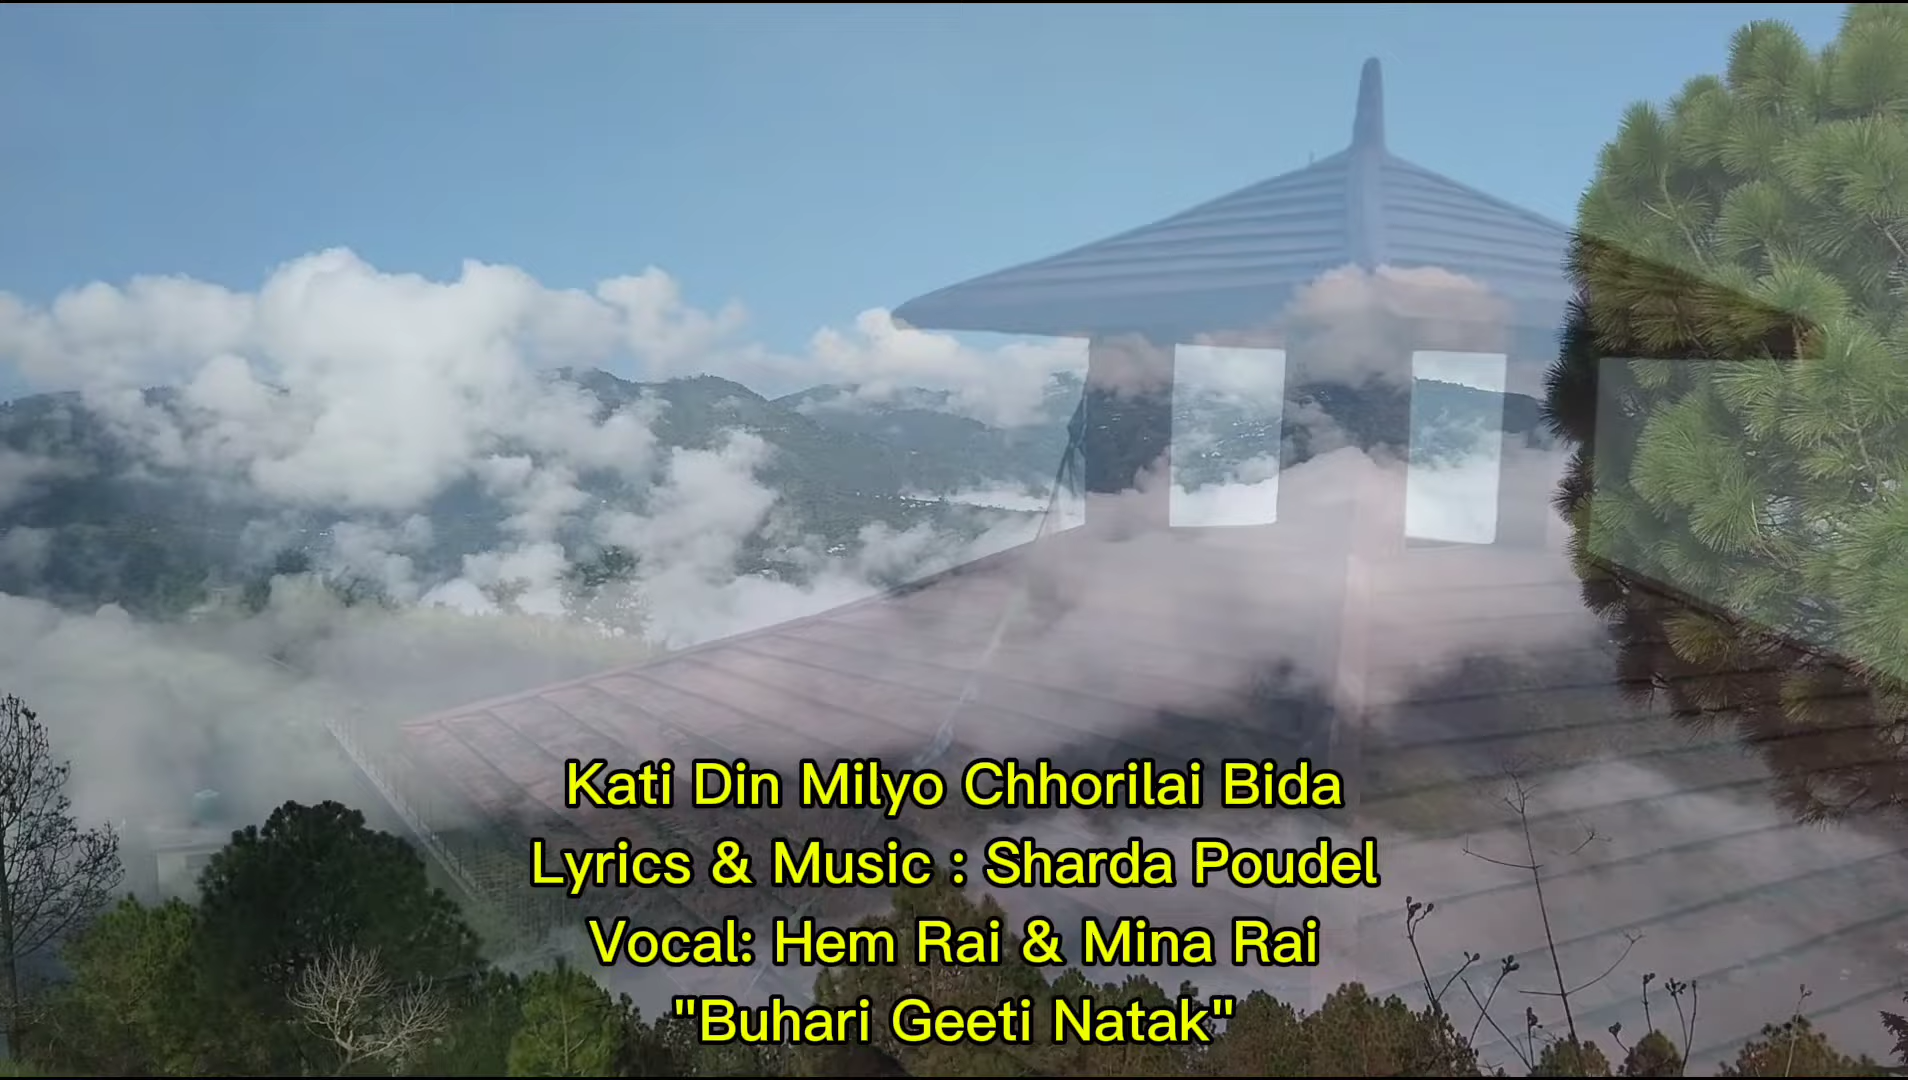 Kati Din Milyo Chhorilai Bida
Lyrics & Music : Sharda Poudel
Vocal: Hem Rai & Mina Rai
"Buhari Geeti Natak"